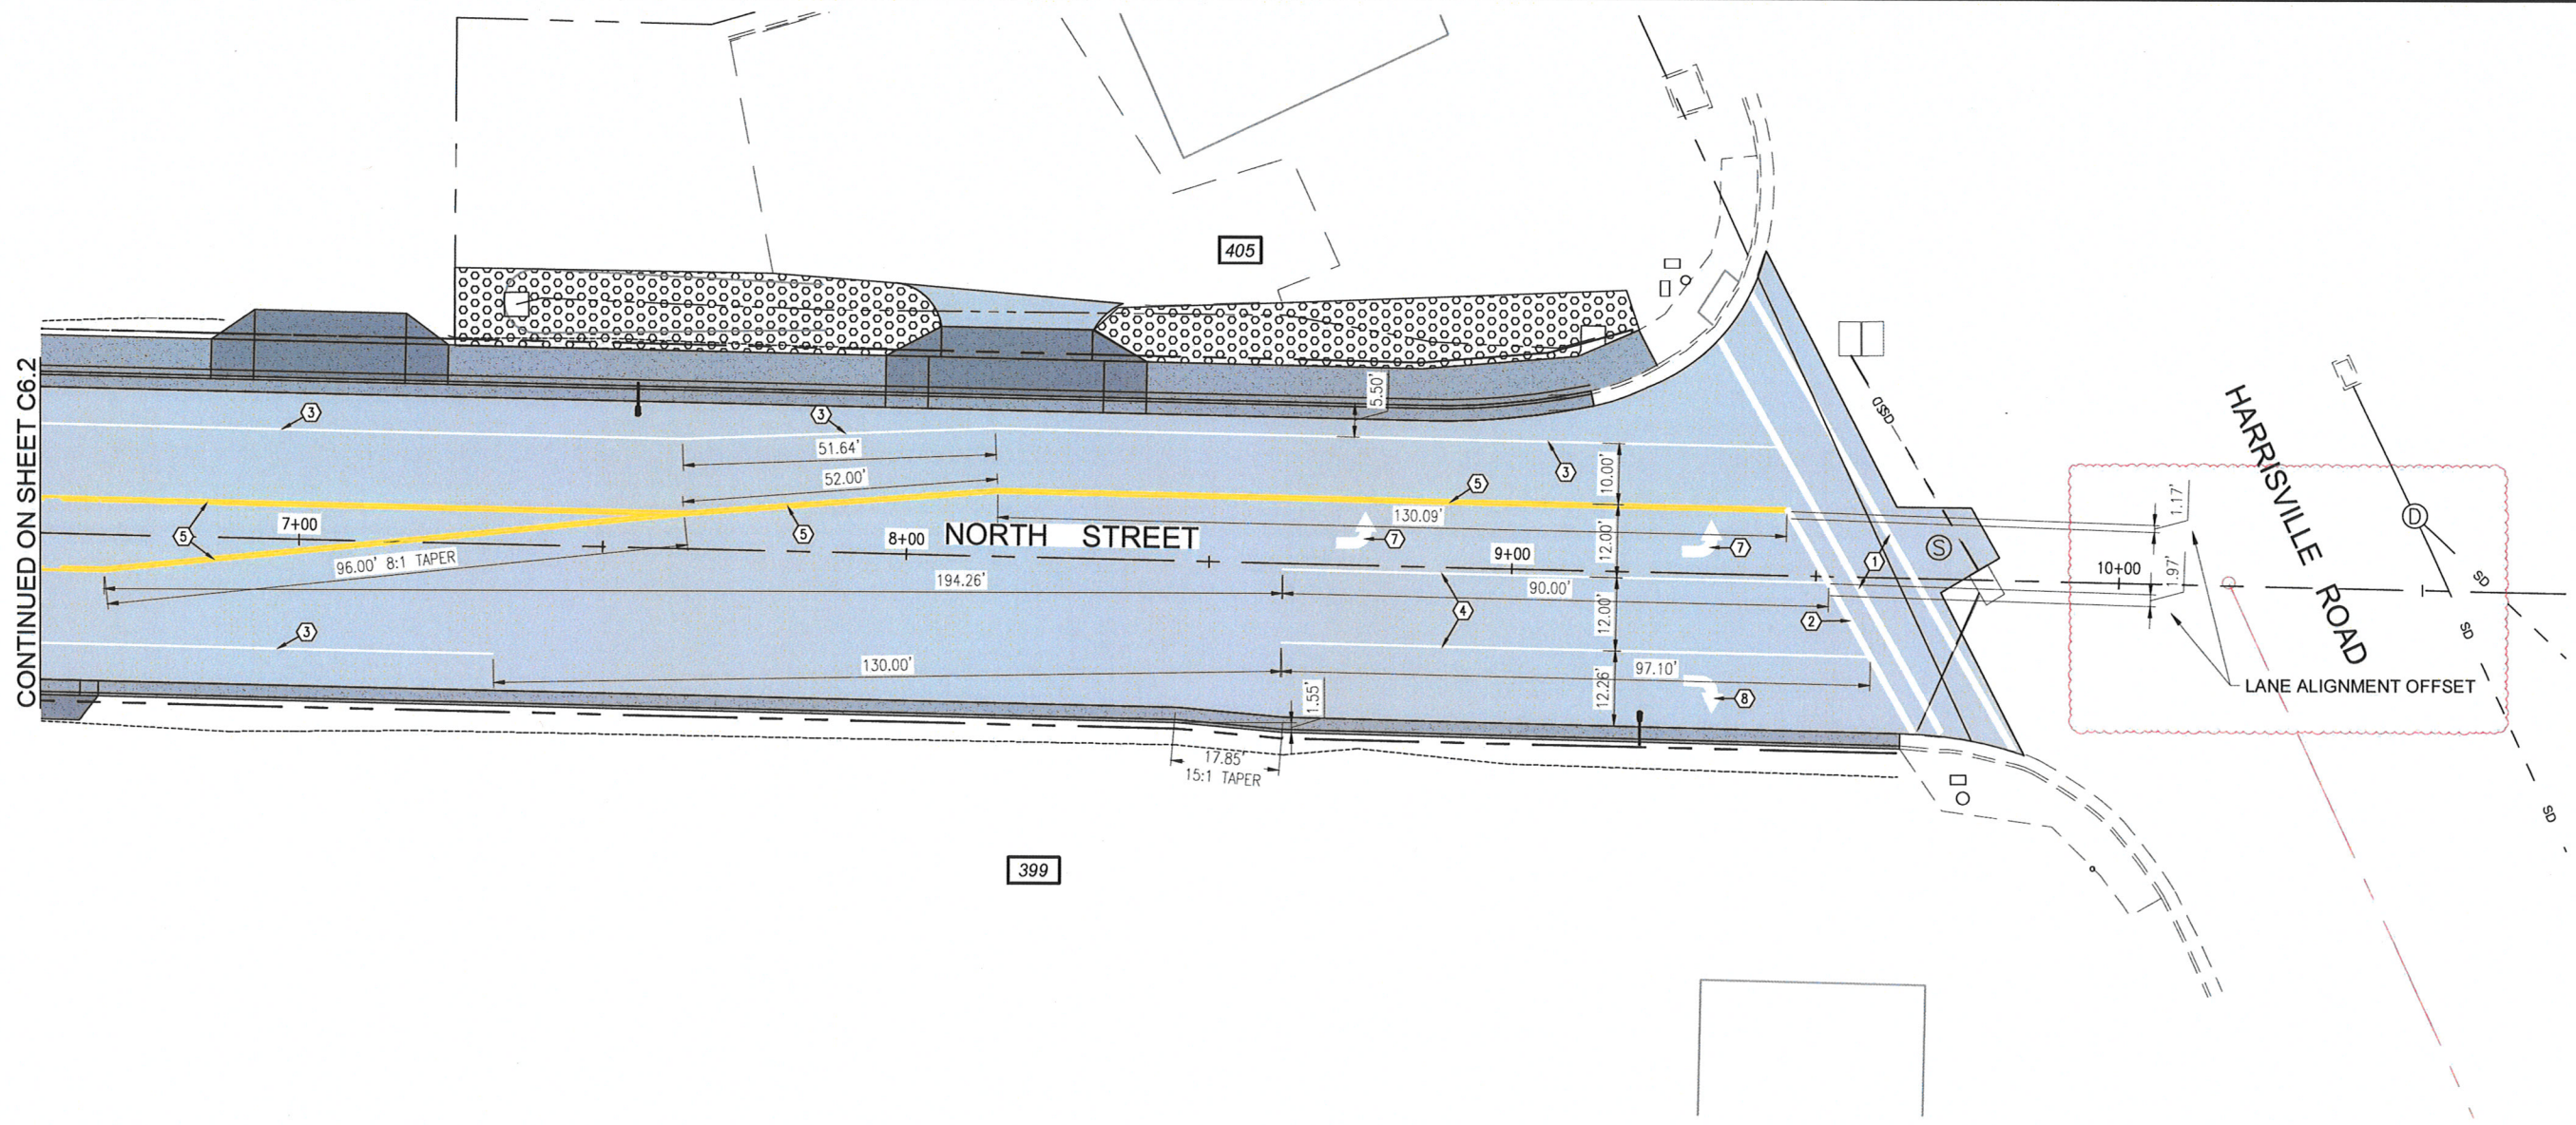 CONTINUED ON SHEET C6.2
405
3
3
5.50'
51.64'
52.00'
3
10.00'
5
5
7+00
5
130.09'
NORTH STREET
8+00
7
7
12.00'
9+00
96.00' 8:1 TAPER
194.26'
90.00'
4
12.00'
2
1
S
SD
10+00
1.17'
1.97'
HARRISVILLE ROAD
D
SD
SD
SD
LANE ALIGNMENT OFFSET
3
130.00'
97.10'
12.26'
8
1.55'
17.85'
15:1 TAPER
399